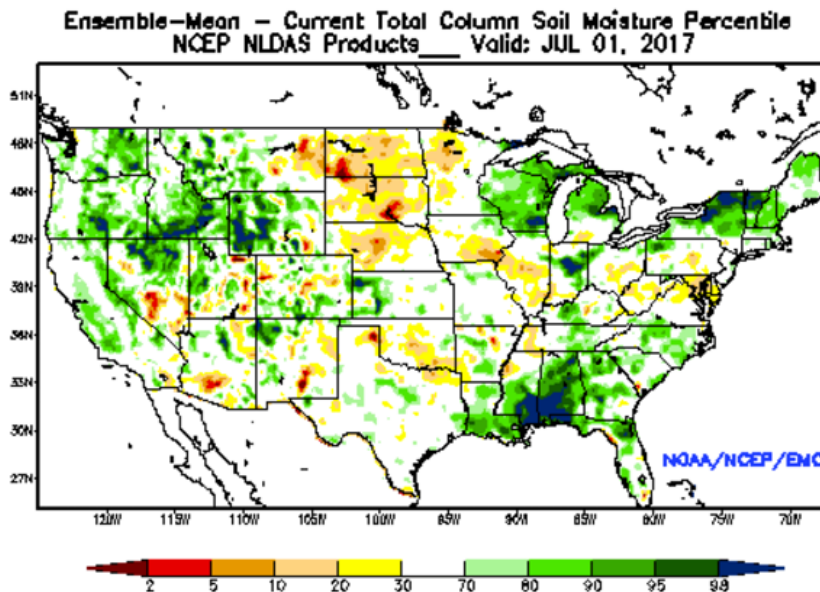 Ensemble-Mean - Current Total Column Soil Moisture Percentile
NCEP NLDAS Products___ Valid: JUL 01, 2017
51N
48N
45N
42N
39N
36N
33N
30N
27N
120W 115W 110W 105W 100W 95W 90W 85W 80W 75W 70W
NOAA/NCEP/EMC
2 5 10 20 30 70 80 90 95 98